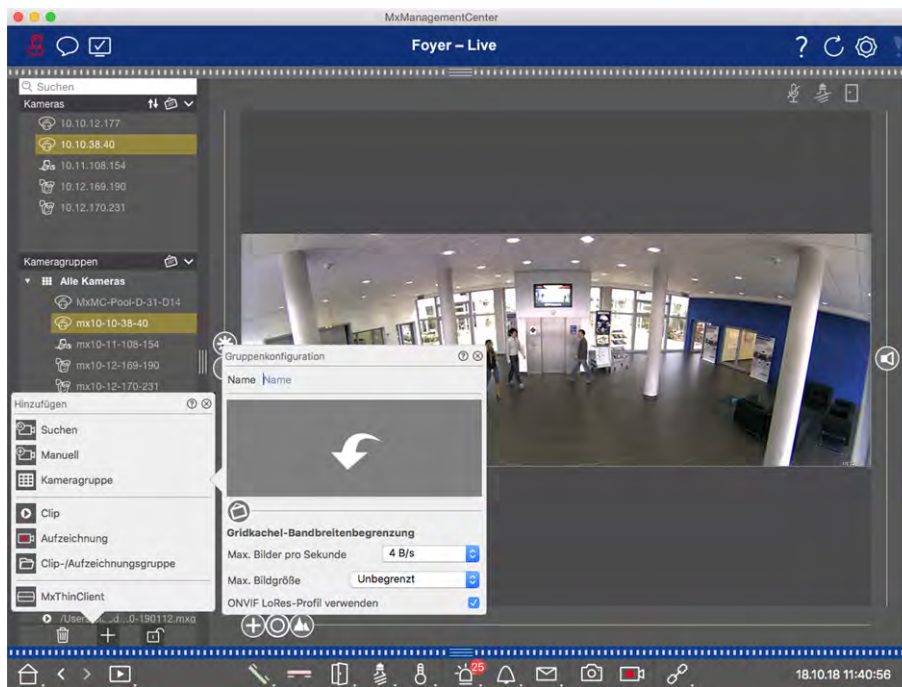 MxManagementCenter
Foyer – Live
Suchen
Kameras
10.10.12.177
10.10.38.40
10.11.108.154
10.12.169.190
10.12.170.231
Kameragruppen
Alle Kameras
MxMC-Pool-D-31-D14
mx10-10-38-40
mx10-11-108-154
mx10-12-169-190
mx10-12-170-231
Hinzufügen
Suchen
Manuell
Kameragruppe
Clip
Aufzeichnung
Clip-/Aufzeichnungsgruppe
MxThinClient
Gruppenkonfiguration
Name Name
Gridkachel-Bandbreitenbegrenzung
Max. Bilder pro Sekunde 4 B/s
Max. Bildgröße Unbegrenzt
ONVIF LoRes-Profil verwenden
0-190112.mxg
25
18.10.18 11:40:56